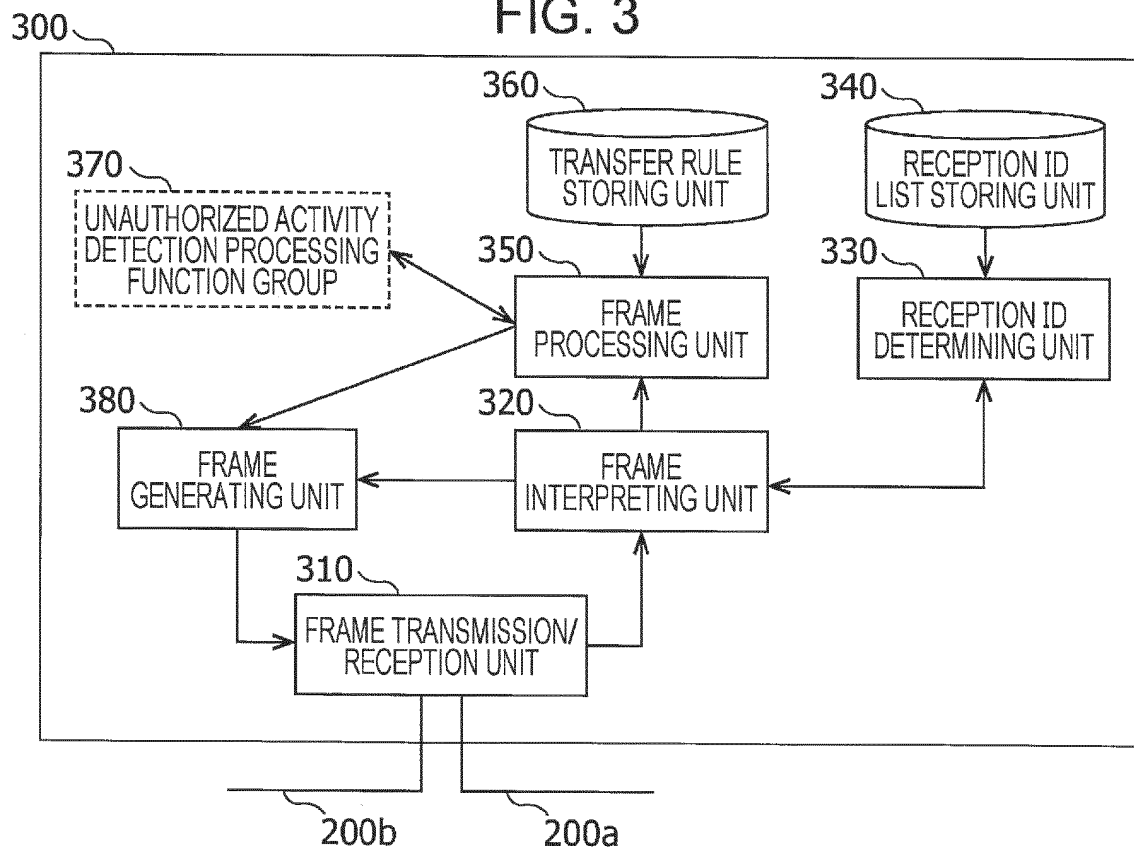 FIG. 3
300
360
TRANSFER RULE
STORING UNIT
340
RECEPTION ID
LIST STORING UNIT
370
UNAUTHORIZED ACTIVITY
DETECTION PROCESSING
FUNCTION GROUP
350
FRAME
PROCESSING UNIT
330
RECEPTION ID
DETERMINING UNIT
380
FRAME
GENERATING UNIT
320
FRAME
INTERPRETING UNIT
310
FRAME TRANSMISSION/
RECEPTION UNIT
200b
200a